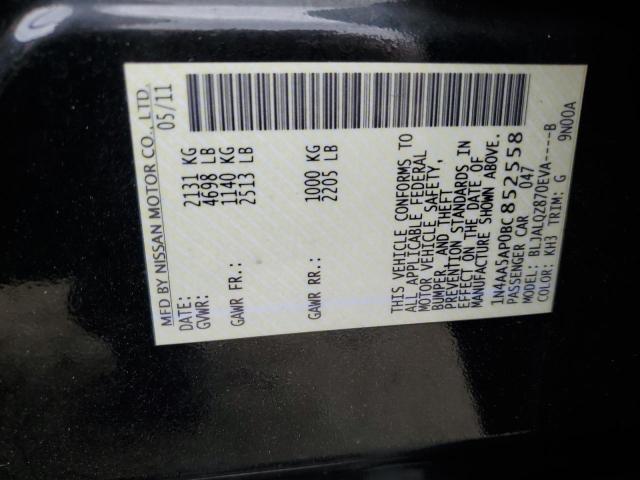 MFD BY NISSAN MOTOR CO., LTD.
DATE: 05/11
GVWR: 2131 KG
4698 LB
GAWR FR.: 1140 KG
2513 LB
GAWR RR.: 1000 KG
2205 LB
THIS VEHICLE CONFORMS TO
ALL APPLICABLE FEDERAL
MOTOR VEHICLE SAFETY,
BUMPER, AND THEFT
PREVENTION STANDARDS IN
EFFECT ON THE DATE OF
MANUFACTURE SHOWN ABOVE.
1N4AA5AP0BC852558
PASSENGER CAR 047
MODEL: BLJALQZ870EVA----B
COLOR: KH3 TRIM: G 9N00A